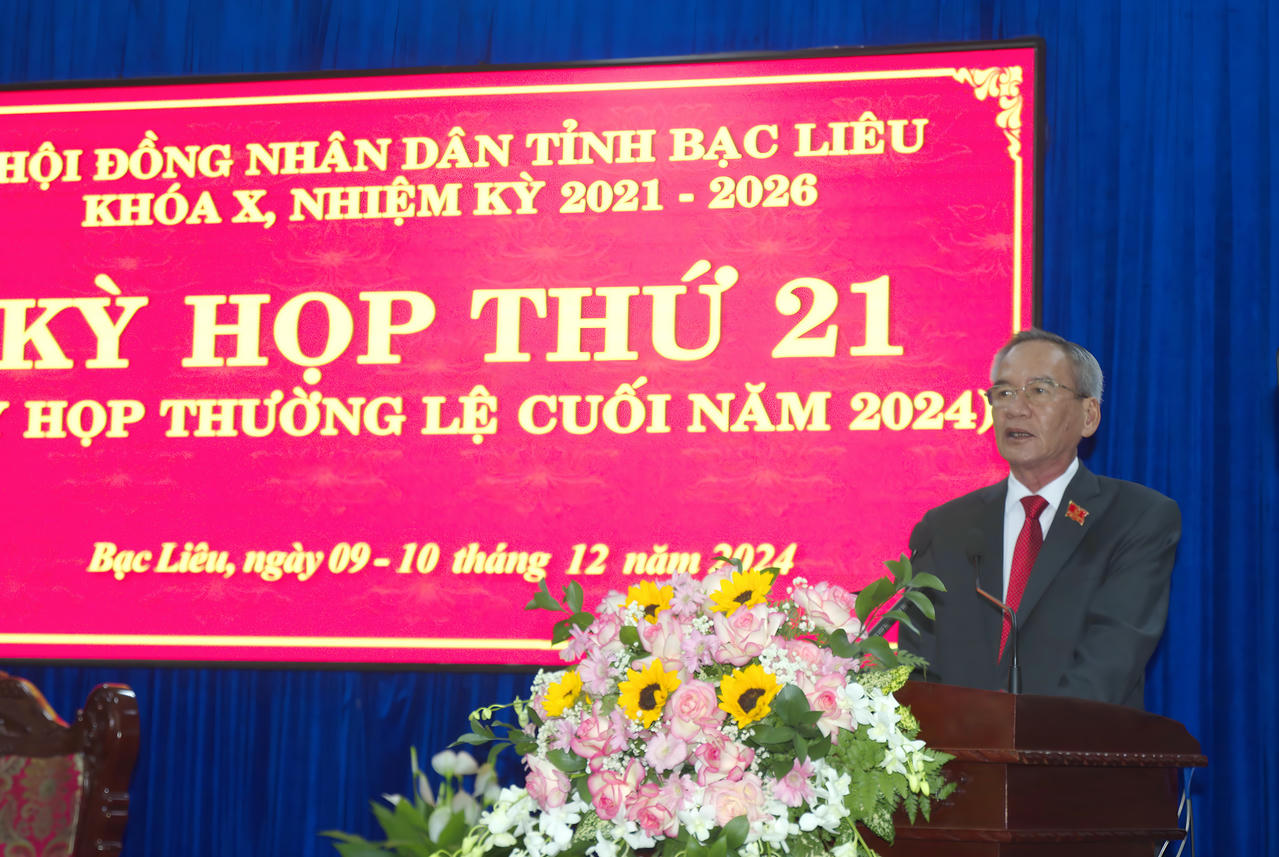 HỘI ĐỒNG NHÂN DÂN TỈNH BẠC LIÊU
KHÓA X, NHIỆM KỲ 2021 - 2026
KỲ HỌP THỨ 21
HỌP THƯỜNG LỆ CUỐI NĂM 2024)
Bạc Liêu, ngày 09 - 10 tháng 12 năm 2024